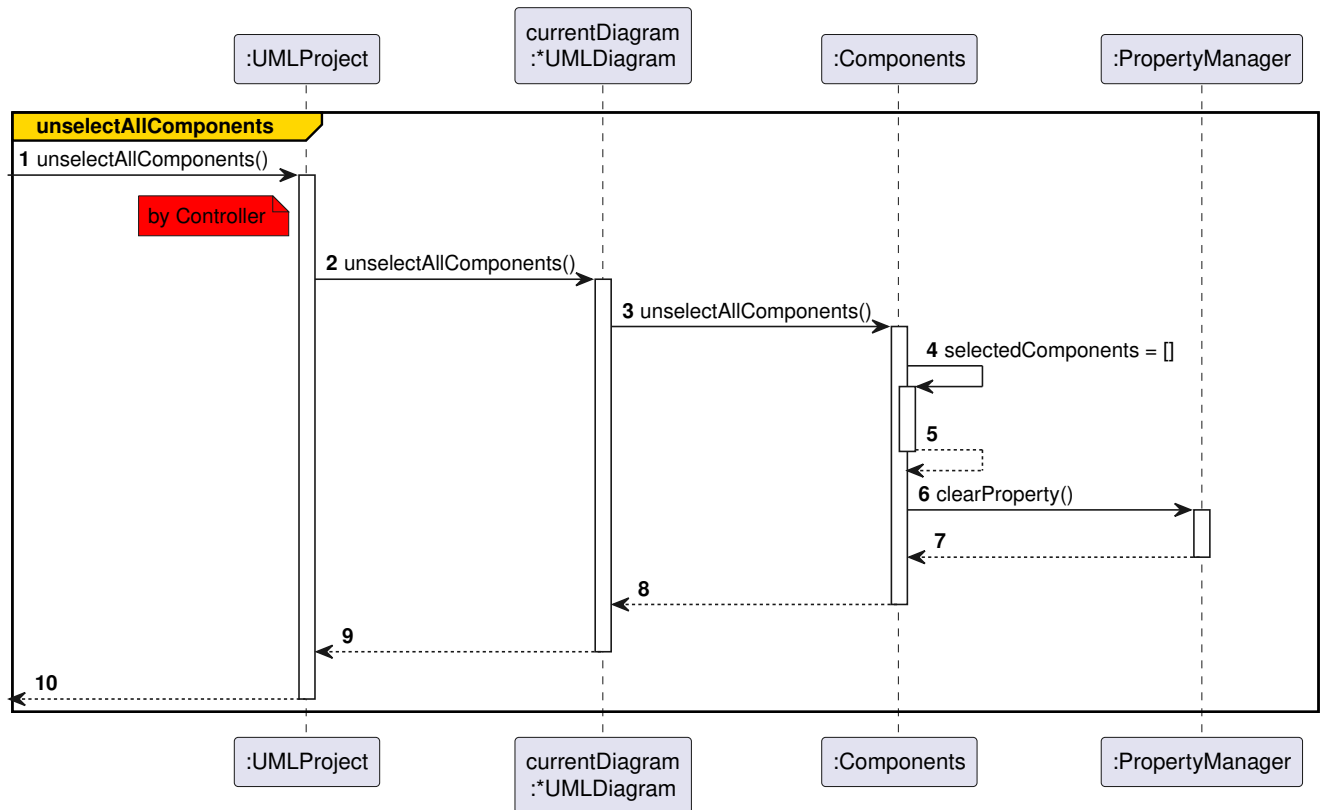 currentDiagram
:UMLProject
:*UMLDiagram
:Components
:PropertyManager
unselectAllComponents
1 unselectAllComponents()
by Controller
2 unselectAllComponents()
3 unselectAllComponents()
4 selectedComponents = []
5
6 clearProperty()
7
8
9
10
:UMLProject
currentDiagram
:*UMLDiagram
:Components
:PropertyManager